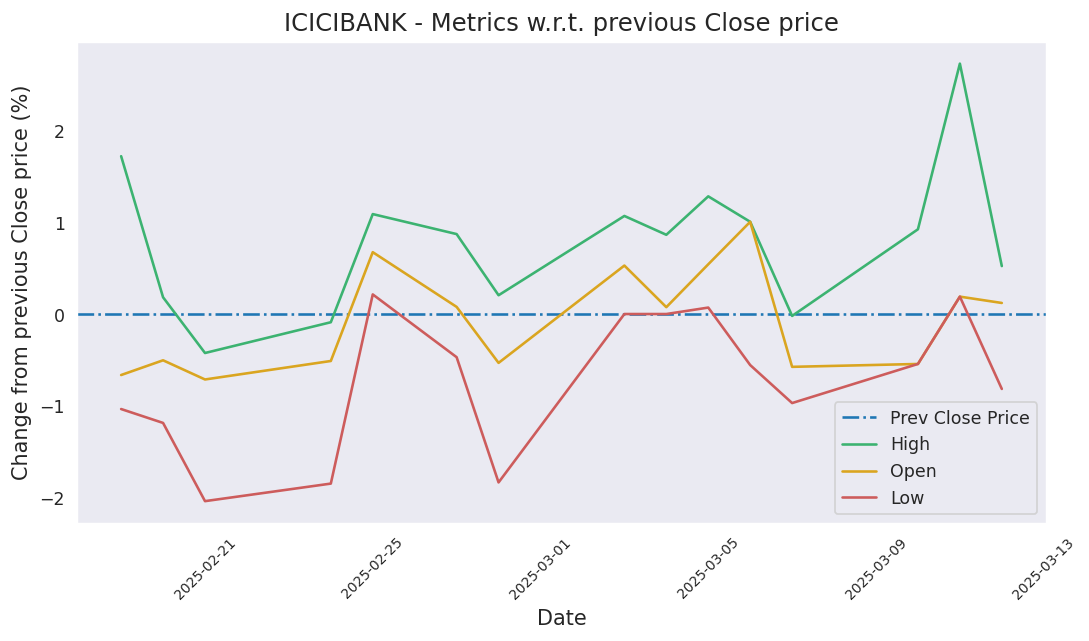 ICICIBANK - Metrics w.r.t. previous Close price
Change from previous Close price (%)
2
1
0
−1
−2
Prev Close Price
High
Open
Low
2025-02-21
2025-02-25
2025-03-01
2025-03-05
2025-03-09
2025-03-13
Date